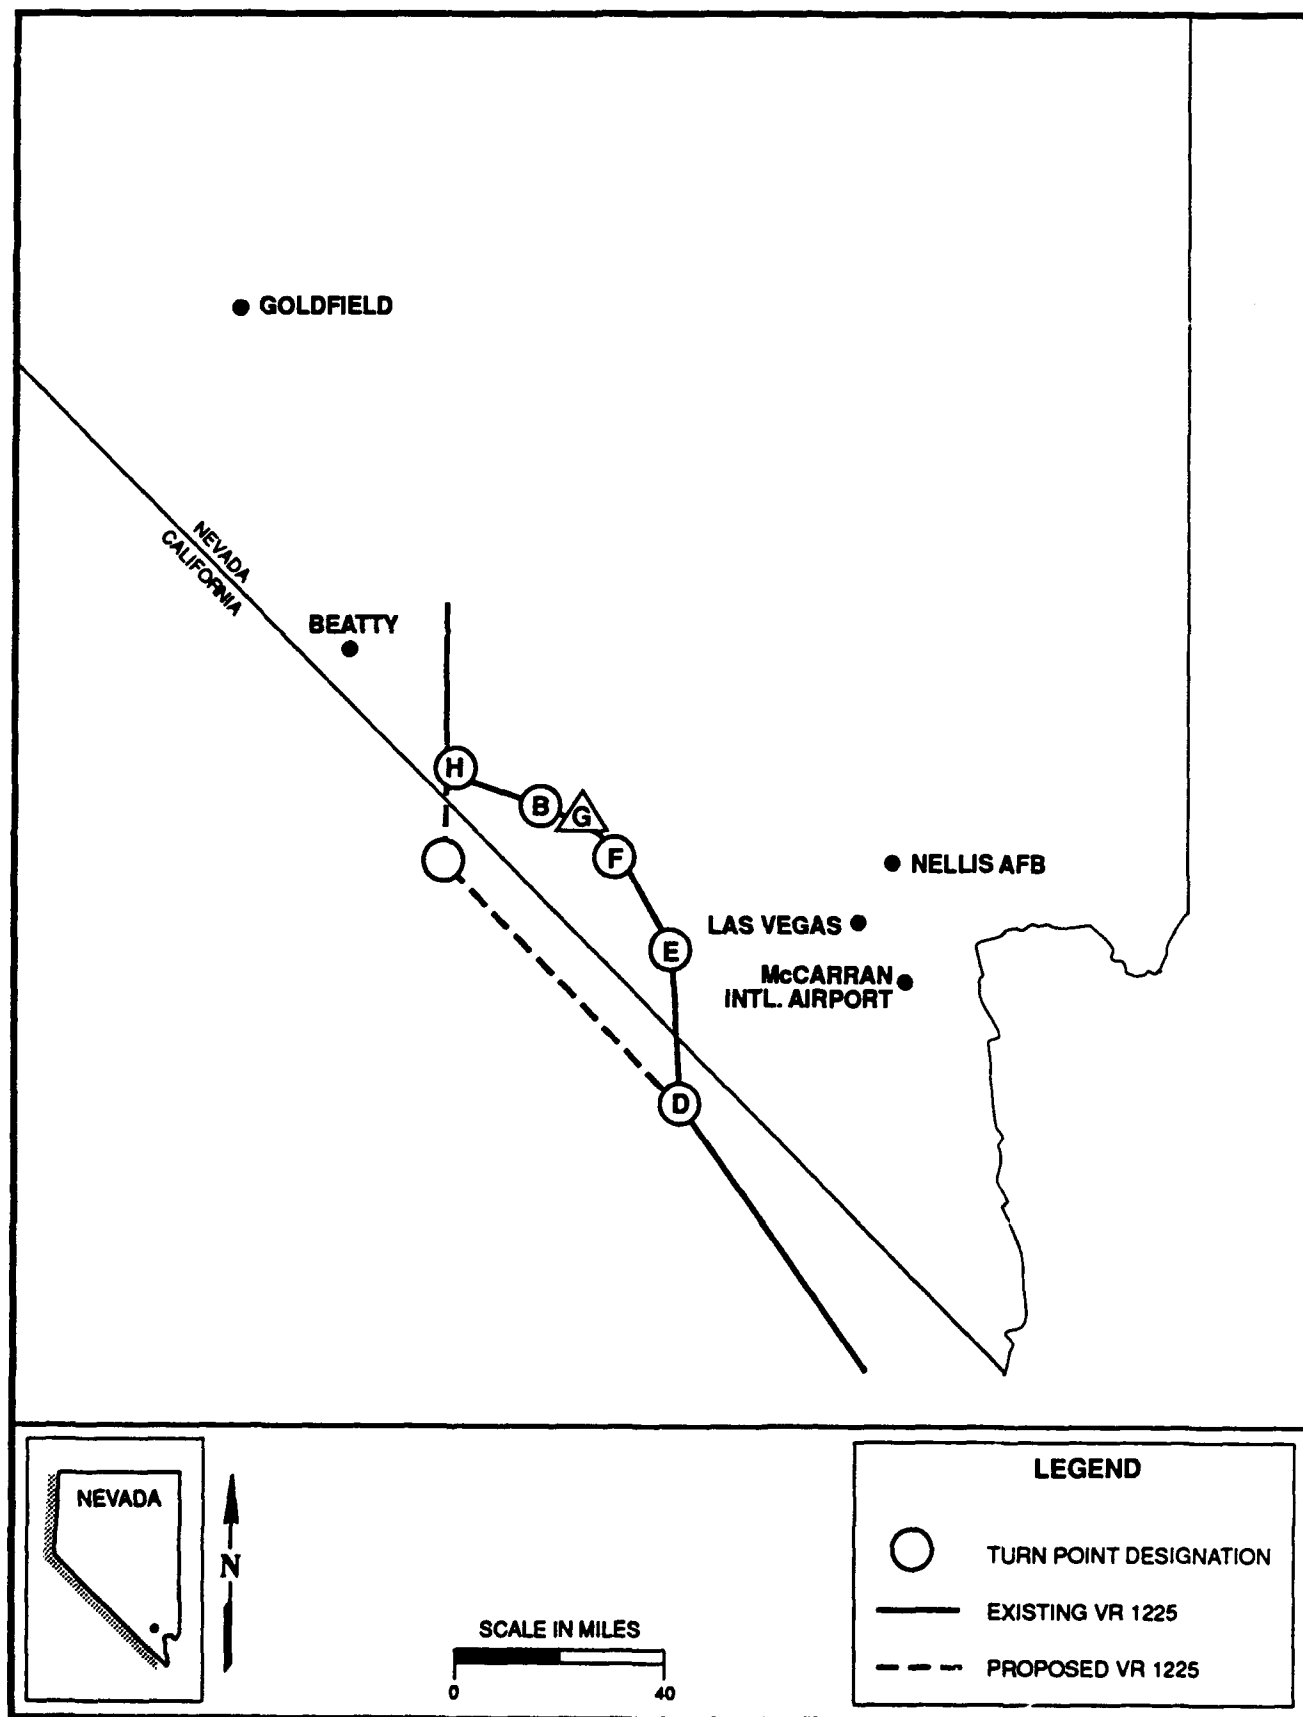 GOLDFIELD
NEVADA
CALIFORNIA
BEATTY
H
B
G
F
NELLIS AFB
LAS VEGAS
E
McCARRAN
INTL. AIRPORT
D
NEVADA
N
SCALE IN MILES
0
40
LEGEND
TURN POINT DESIGNATION
EXISTING VR 1225
PROPOSED VR 1225